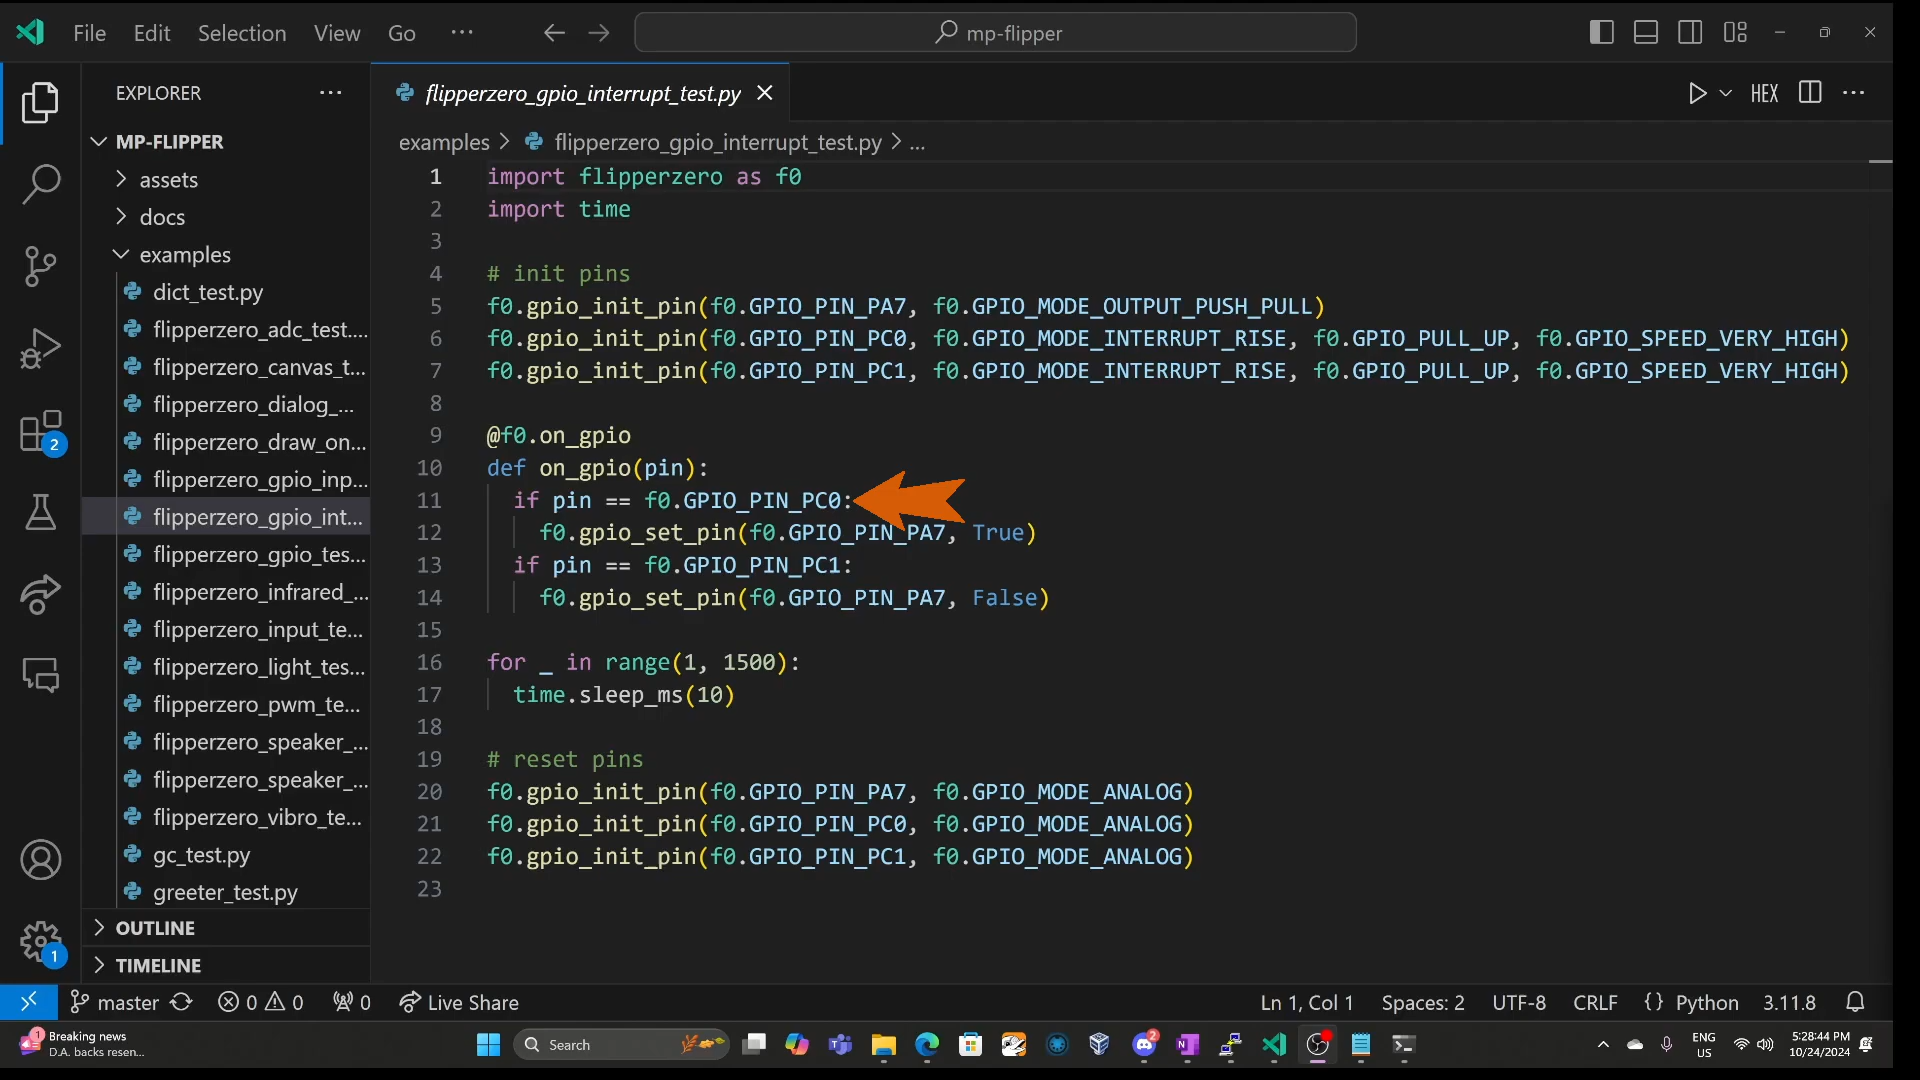 File Edit Selection View Go ··· mp-flipper
EXPLORER ···
MP-FLIPPER
assets
docs
examples
dict_test.py
flipperzero_adc_test....
flipperzero_canvas_t...
flipperzero_dialog_...
flipperzero_draw_on...
flipperzero_gpio_inp...
flipperzero_gpio_int...
flipperzero_gpio_tes...
flipperzero_infrared_...
flipperzero_input_te...
flipperzero_light_tes...
flipperzero_pwm_te...
flipperzero_speaker_...
flipperzero_speaker_...
flipperzero_vibro_te...
gc_test.py
greeter_test.py
OUTLINE
TIMELINE
2
1
flipperzero_gpio_interrupt_test.py
HEX ···
examples > flipperzero_gpio_interrupt_test.py > ...
1 import flipperzero as f0
2 import time
3
4 # init pins
5 f0.gpio_init_pin(f0.GPIO_PIN_PA7, f0.GPIO_MODE_OUTPUT_PUSH_PULL)
6 f0.gpio_init_pin(f0.GPIO_PIN_PC0, f0.GPIO_MODE_INTERRUPT_RISE, f0.GPIO_PULL_UP, f0.GPIO_SPEED_VERY_HIGH)
7 f0.gpio_init_pin(f0.GPIO_PIN_PC1, f0.GPIO_MODE_INTERRUPT_RISE, f0.GPIO_PULL_UP, f0.GPIO_SPEED_VERY_HIGH)
8
9 @f0.on_gpio
10 def on_gpio(pin):
11 if pin == f0.GPIO_PIN_PC0:
12 f0.gpio_set_pin(f0.GPIO_PIN_PA7, True)
13 if pin == f0.GPIO_PIN_PC1:
14 f0.gpio_set_pin(f0.GPIO_PIN_PA7, False)
15
16 for _ in range(1, 1500):
17 time.sleep_ms(10)
18
19 # reset pins
20 f0.gpio_init_pin(f0.GPIO_PIN_PA7, f0.GPIO_MODE_ANALOG)
21 f0.gpio_init_pin(f0.GPIO_PIN_PC0, f0.GPIO_MODE_ANALOG)
22 f0.gpio_init_pin(f0.GPIO_PIN_PC1, f0.GPIO_MODE_ANALOG)
23
master 0 0 0 Live Share Ln 1, Col 1 Spaces: 2 UTF-8 CRLF {} Python 3.11.8
1 Breaking news
D.A. backs resen...
Search
2
ENG
US
5:28:44 PM
10/24/2024